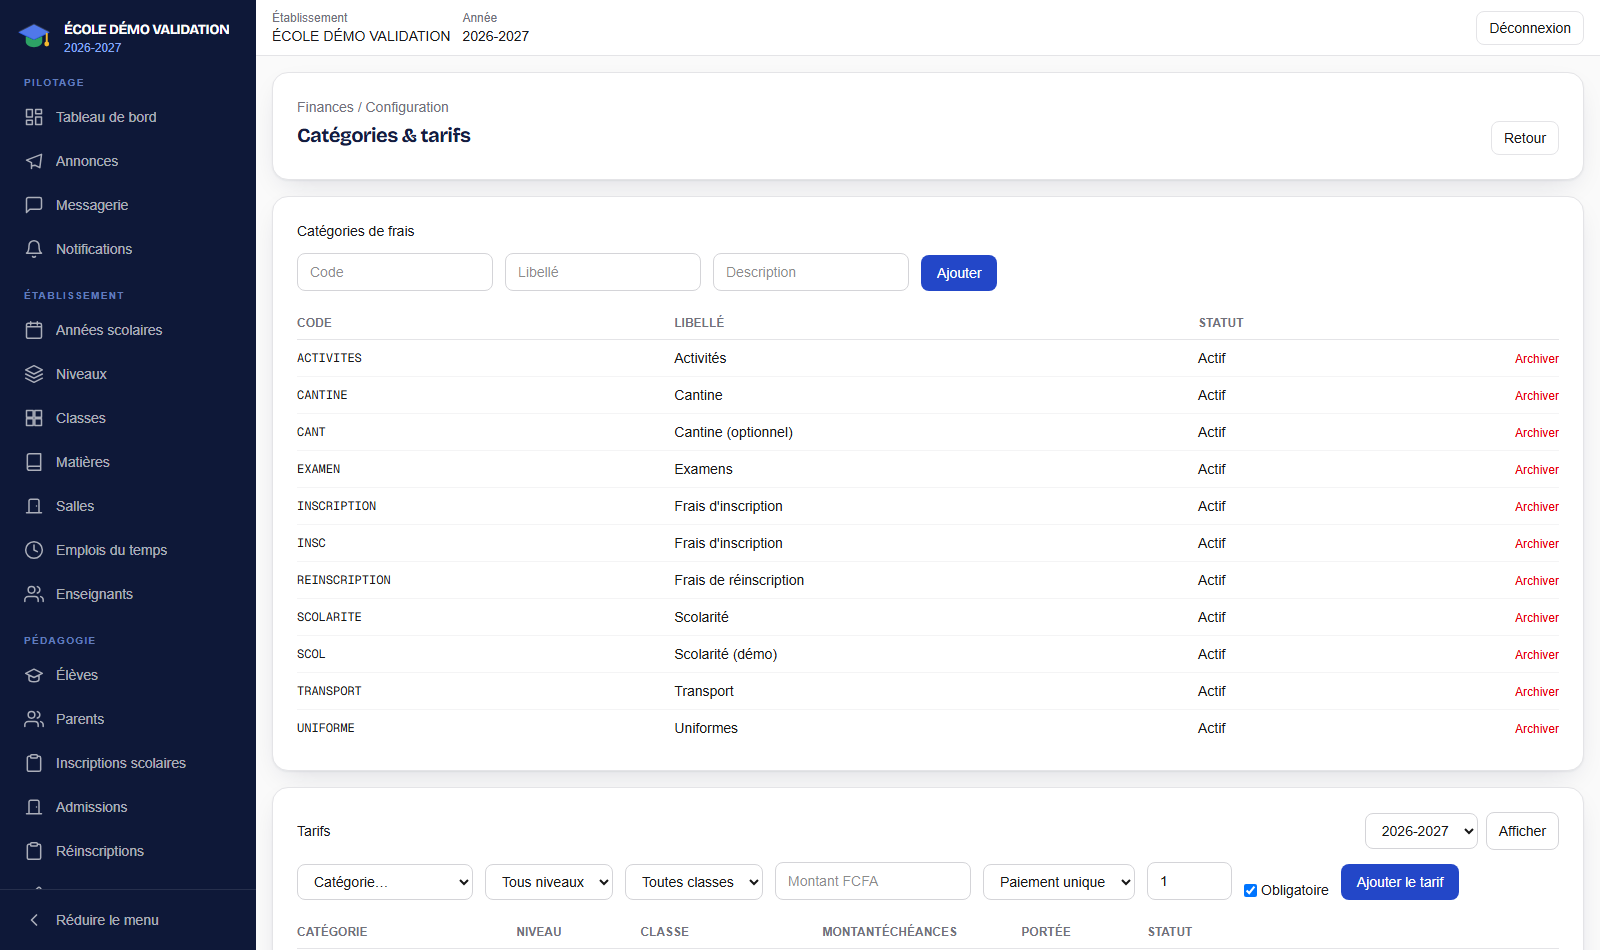 ÉCOLE DÉMO VALIDATION
2026-2027
PILOTAGE
Tableau de bord
Annonces
Messagerie
Notifications
ÉTABLISSEMENT
Années scolaires
Niveaux
Classes
Matières
Salles
Emplois du temps
Enseignants
PÉDAGOGIE
Élèves
Parents
Inscriptions scolaires
Admissions
Réinscriptions
Réduire le menu
Établissement Année
ÉCOLE DÉMO VALIDATION 2026-2027
Déconnexion
Finances / Configuration
Catégories & tarifs
Retour
Catégories de frais
Code Libellé Description Ajouter
CODE LIBELLÉ STATUT
ACTIVITES Activités Actif Archiver
CANTINE Cantine Actif Archiver
CANT Cantine (optionnel) Actif Archiver
EXAMEN Examens Actif Archiver
INSCRIPTION Frais d'inscription Actif Archiver
INSC Frais d'inscription Actif Archiver
REINSCRIPTION Frais de réinscription Actif Archiver
SCOLARITE Scolarité Actif Archiver
SCOL Scolarité (démo) Actif Archiver
TRANSPORT Transport Actif Archiver
UNIFORME Uniformes Actif Archiver
Tarifs 2026-2027 Afficher
Catégorie... Tous niveaux Toutes classes Montant FCFA Paiement unique 1 Obligatoire Ajouter le tarif
CATÉGORIE NIVEAU CLASSE MONTANTÉCHÉANCES PORTÉE STATUT